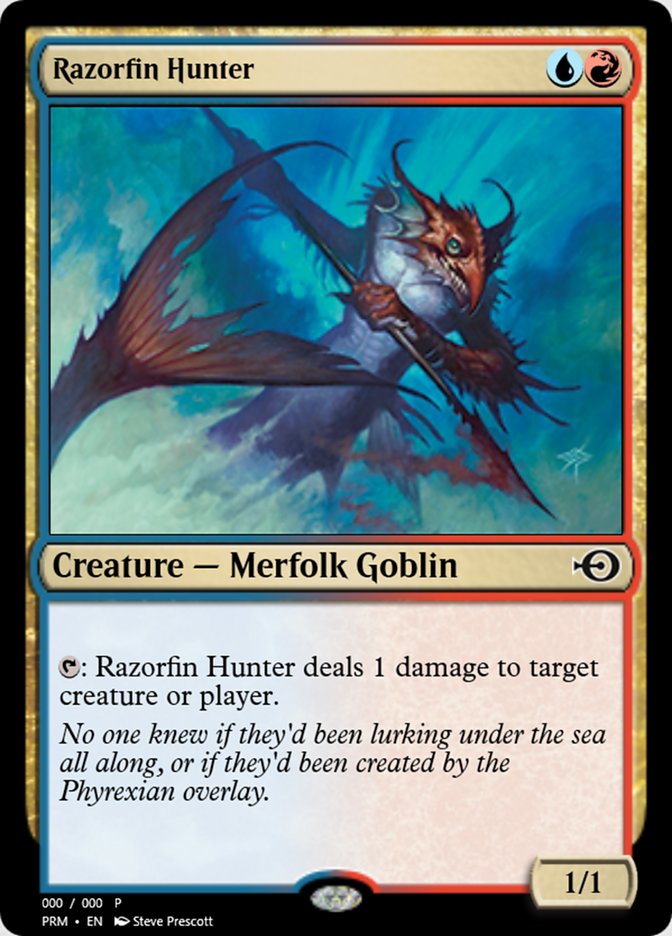 Razorfin Hunter
Creature — Merfolk Goblin
: Razorfin Hunter deals 1 damage to target
creature or player.
No one knew if they'd been lurking under the sea
all along, or if they'd been created by the
Phyrexian overlay.
1/1
000 / 000 P
PRM • EN Steve Prescott